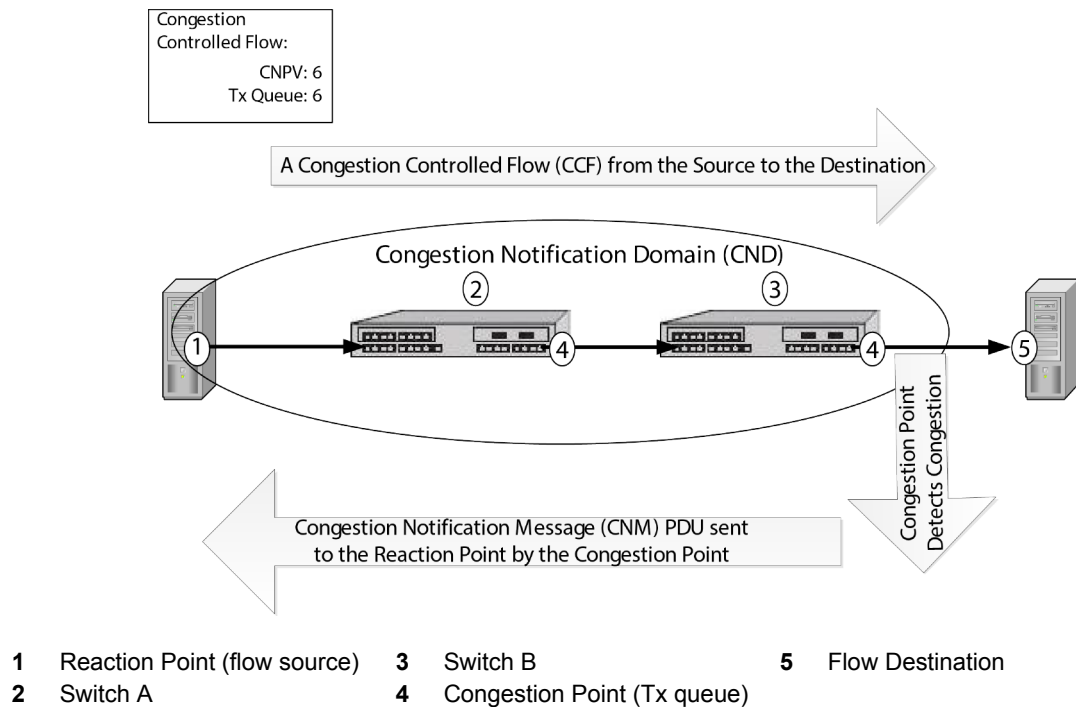 Congestion
Controlled Flow:
CNPV: 6
Tx Queue: 6
A Congestion Controlled Flow (CCF) from the Source to the Destination
Congestion Notification Domain (CND)
2
3
1
4
4
5
Congestion Point
Detects Congestion
Congestion Notification Message (CNM) PDU sent
to the Reaction Point by the Congestion Point
1 Reaction Point (flow source) 3 Switch B 5 Flow Destination
2 Switch A 4 Congestion Point (Tx queue)